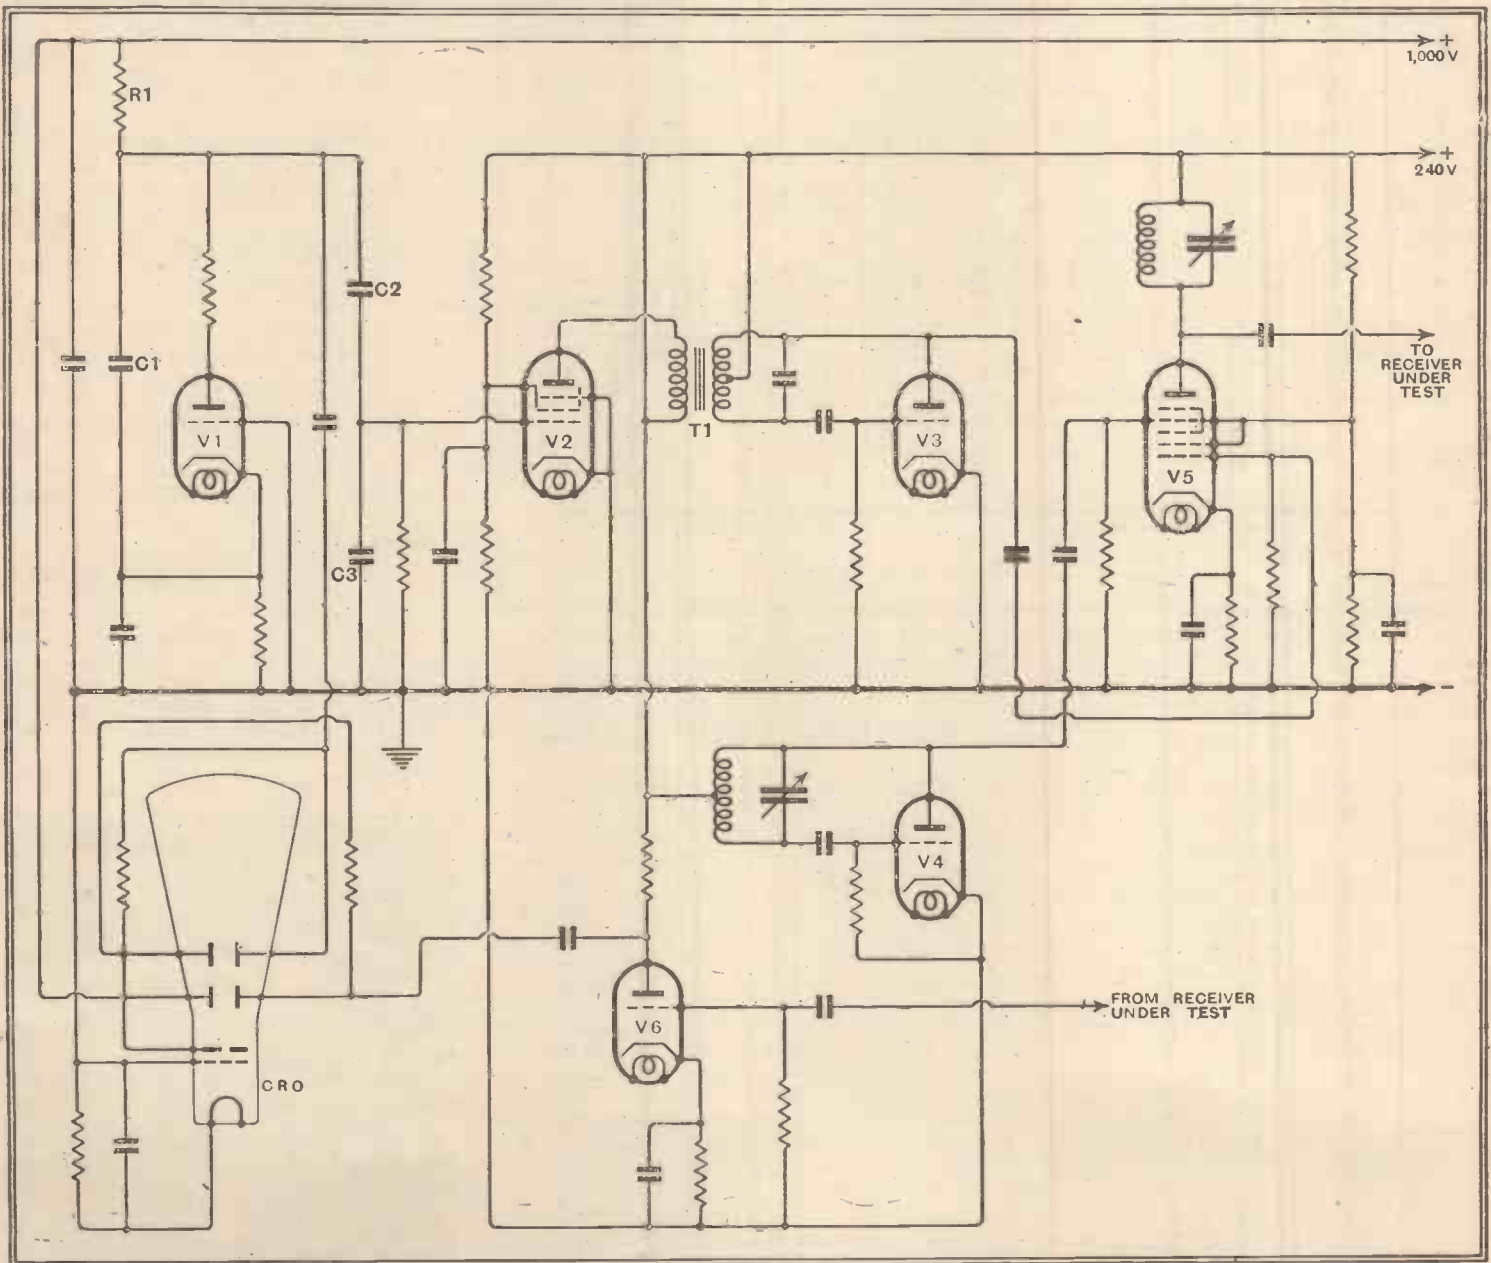 +
1,000 V
R1
+
240 V
C2
C1
TO
RECEIVER
UNDER
TEST
T1
V1
V2
V3
V5
C3
-
V4
V6
FROM RECEIVER
UNDER TEST
CRO